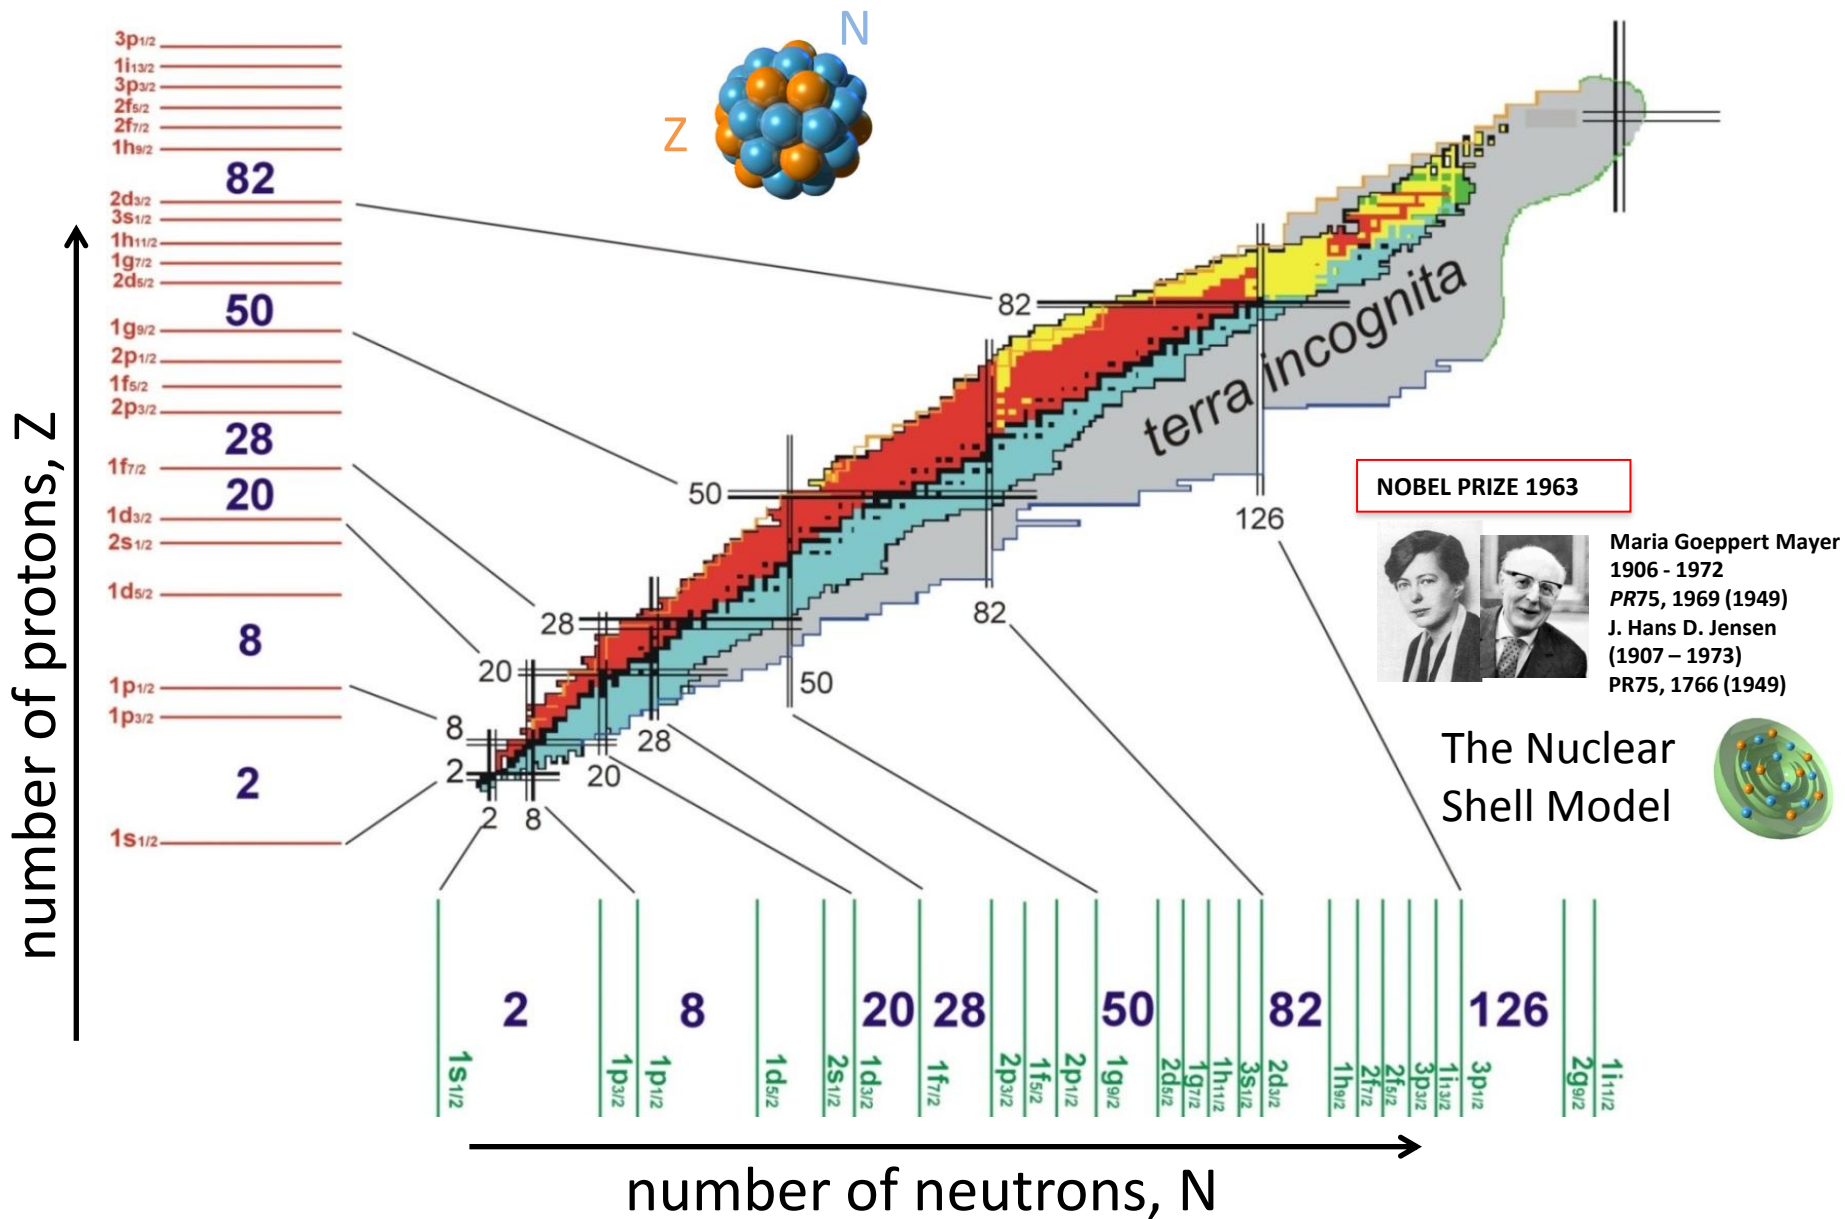 3p1/2
1i13/2
3p3/2
2f5/2
2f7/2
1h9/2
82
2d3/2
3s1/2
1h11/2
1g7/2
2d5/2
50
1g9/2
2p1/2
1f5/2
2p3/2
28
1f7/2
20
1d3/2
2s1/2
1d5/2
8
1p1/2
1p3/2
2
1s1/2
number of protons, Z
N
Z
82
50
28
20
8
2
2
8
20
28
50
82
126
terra incognita
NOBEL PRIZE 1963
Maria Goeppert Mayer
1906 - 1972
PR75, 1969 (1949)
J. Hans D. Jensen
(1907 – 1973)
PR75, 1766 (1949)
The Nuclear
Shell Model
2
8
20
28
50
82
126
1s1/2
1p3/2
1p1/2
1d5/2
2s1/2
1d3/2
1f7/2
2p3/2
1f5/2
2p1/2
1g9/2
2d5/2
1g7/2
1h11/2
3s1/2
2d3/2
1h9/2
2f7/2
2f5/2
3p3/2
1i13/2
3p1/2
2g9/2
1i11/2
number of neutrons, N